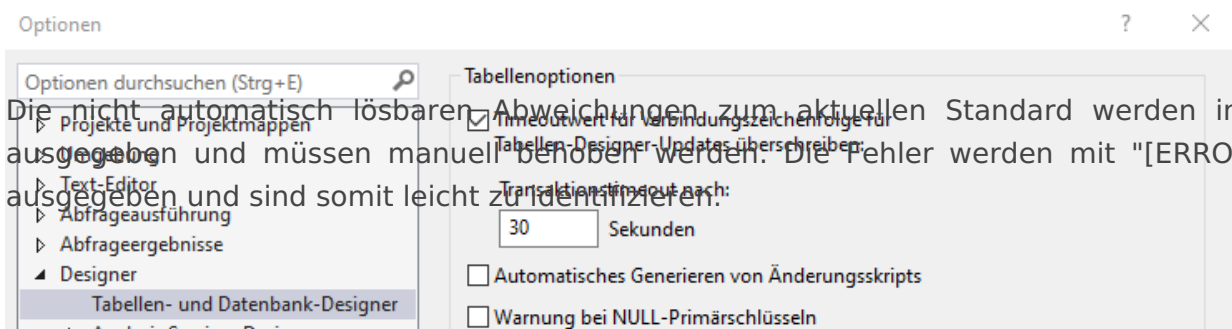 Optionen
Optionen durchsuchen (Strg+E)
Tabellenoptionen
Die nicht automatisch lösbaren Abweichungen zum aktuellen Standard werden
ausgegeben und müssen manuell behoben werden. Die Fehler werden mit "[ERRO
ausgegeben und sind somit leicht zu identifizieren.
Projekte und Projektmappen
Umgebung
Text-Editor
Abfrageausführung
Abfrageergebnisse
Designer
Tabellen- und Datenbank-Designer
Timeoutwert für Verbindungszeichenfolge für
Tabellen-Designer-Updates überschreiben:
Transaktionstimeout nach:
30 Sekunden
Automatisches Generieren von Änderungsskripts
Warnung bei NULL-Primärschlüsseln